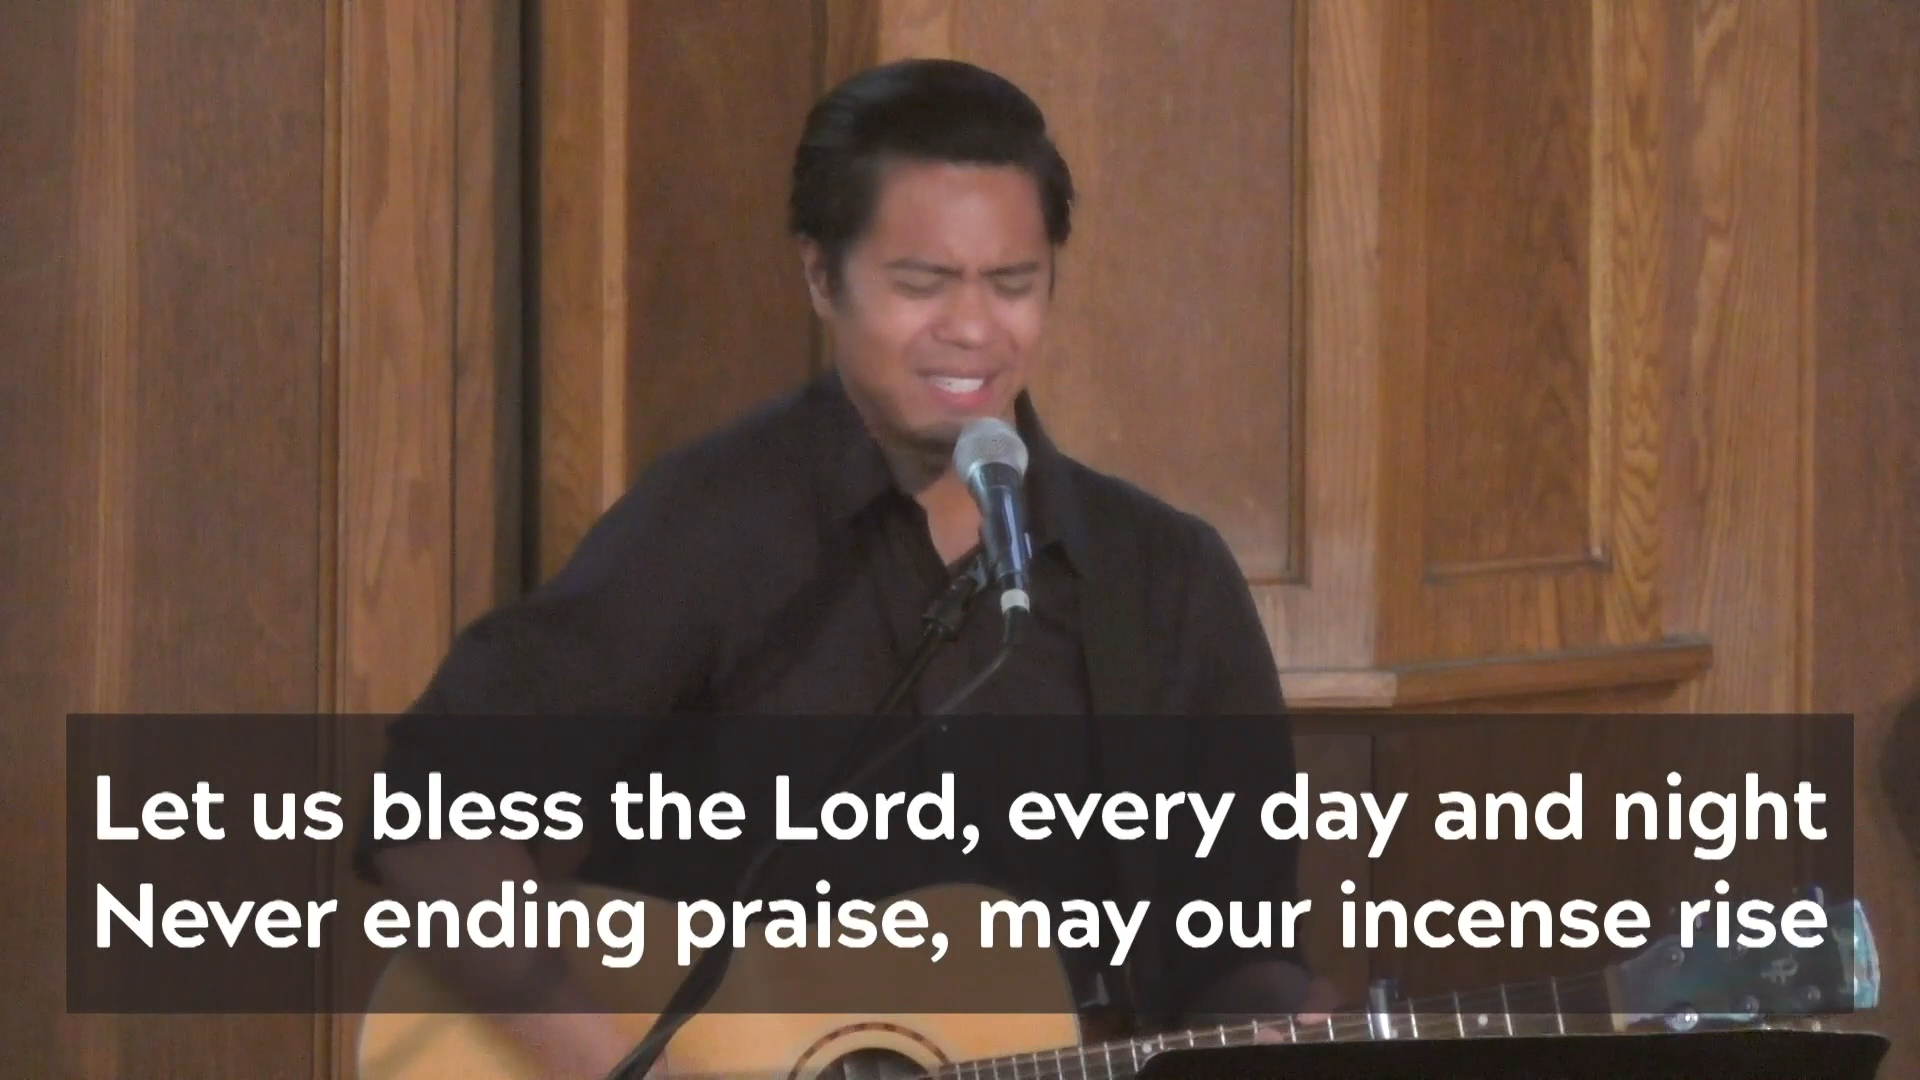 Let us bless the Lord, every day and night
Never ending praise, may our incense rise